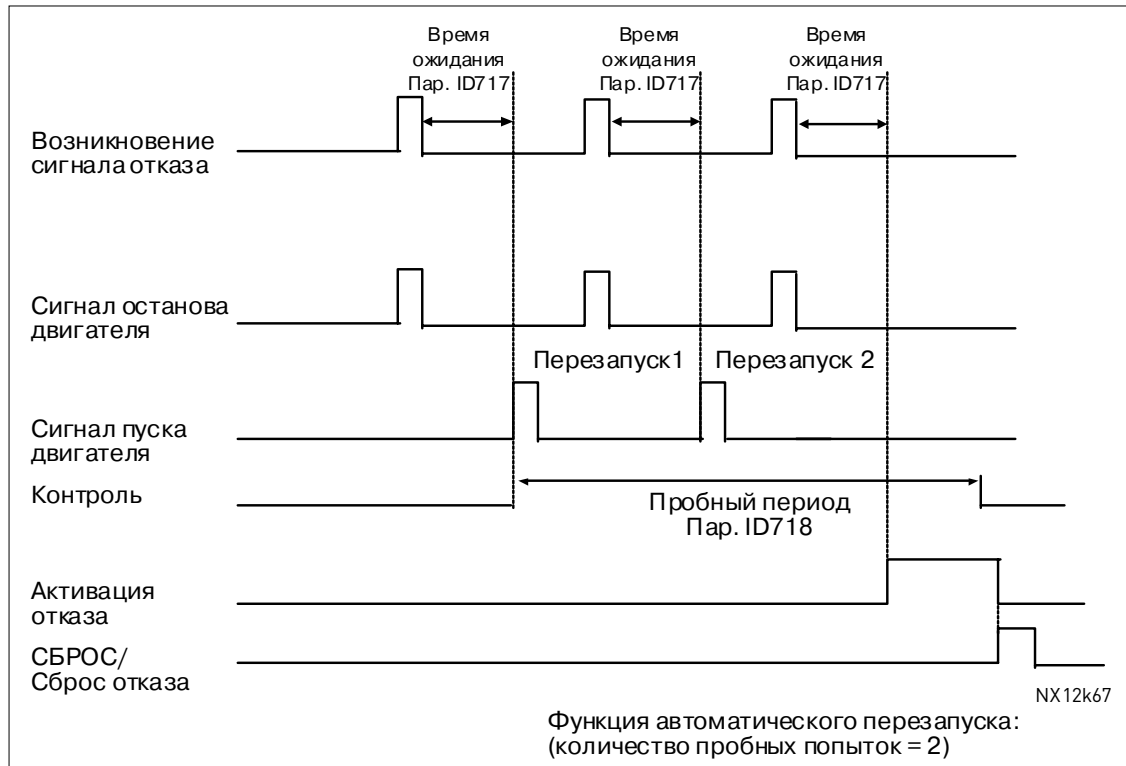 Время
ожидания
Пар. ID717
Время
ожидания
Пар. ID717
Время
ожидания
Пар. ID717
Возникновение
сигнала отказа
Сигнал останова
двигателя
Перезапуск1
Перезапуск 2
Сигнал пуска
двигателя
Контроль
Пробный период
Пар. ID718
Активация
отказа
СБРОС/
Сброс отказа
NX12k67
Функция автоматического перезапуска:
(количество пробных попыток = 2)